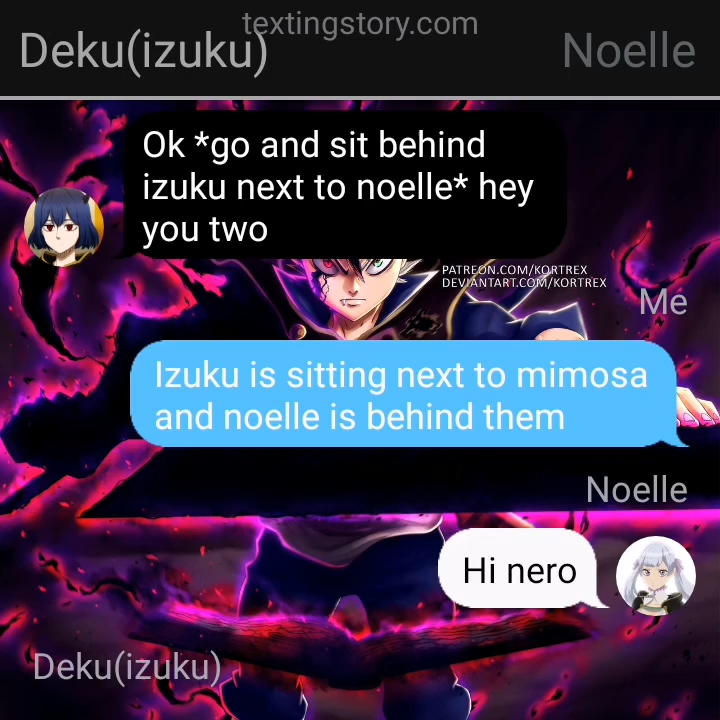 textingstory.com
Deku(izuku)
Noelle
Ok *go and sit behind
izuku next to noelle* hey
you two
PATREON.COM/KORTREX
DEVIANTART.COM/KORTREX
Me
Izuku is sitting next to mimosa
and noelle is behind them
Noelle
Hi nero
Deku(izuku)